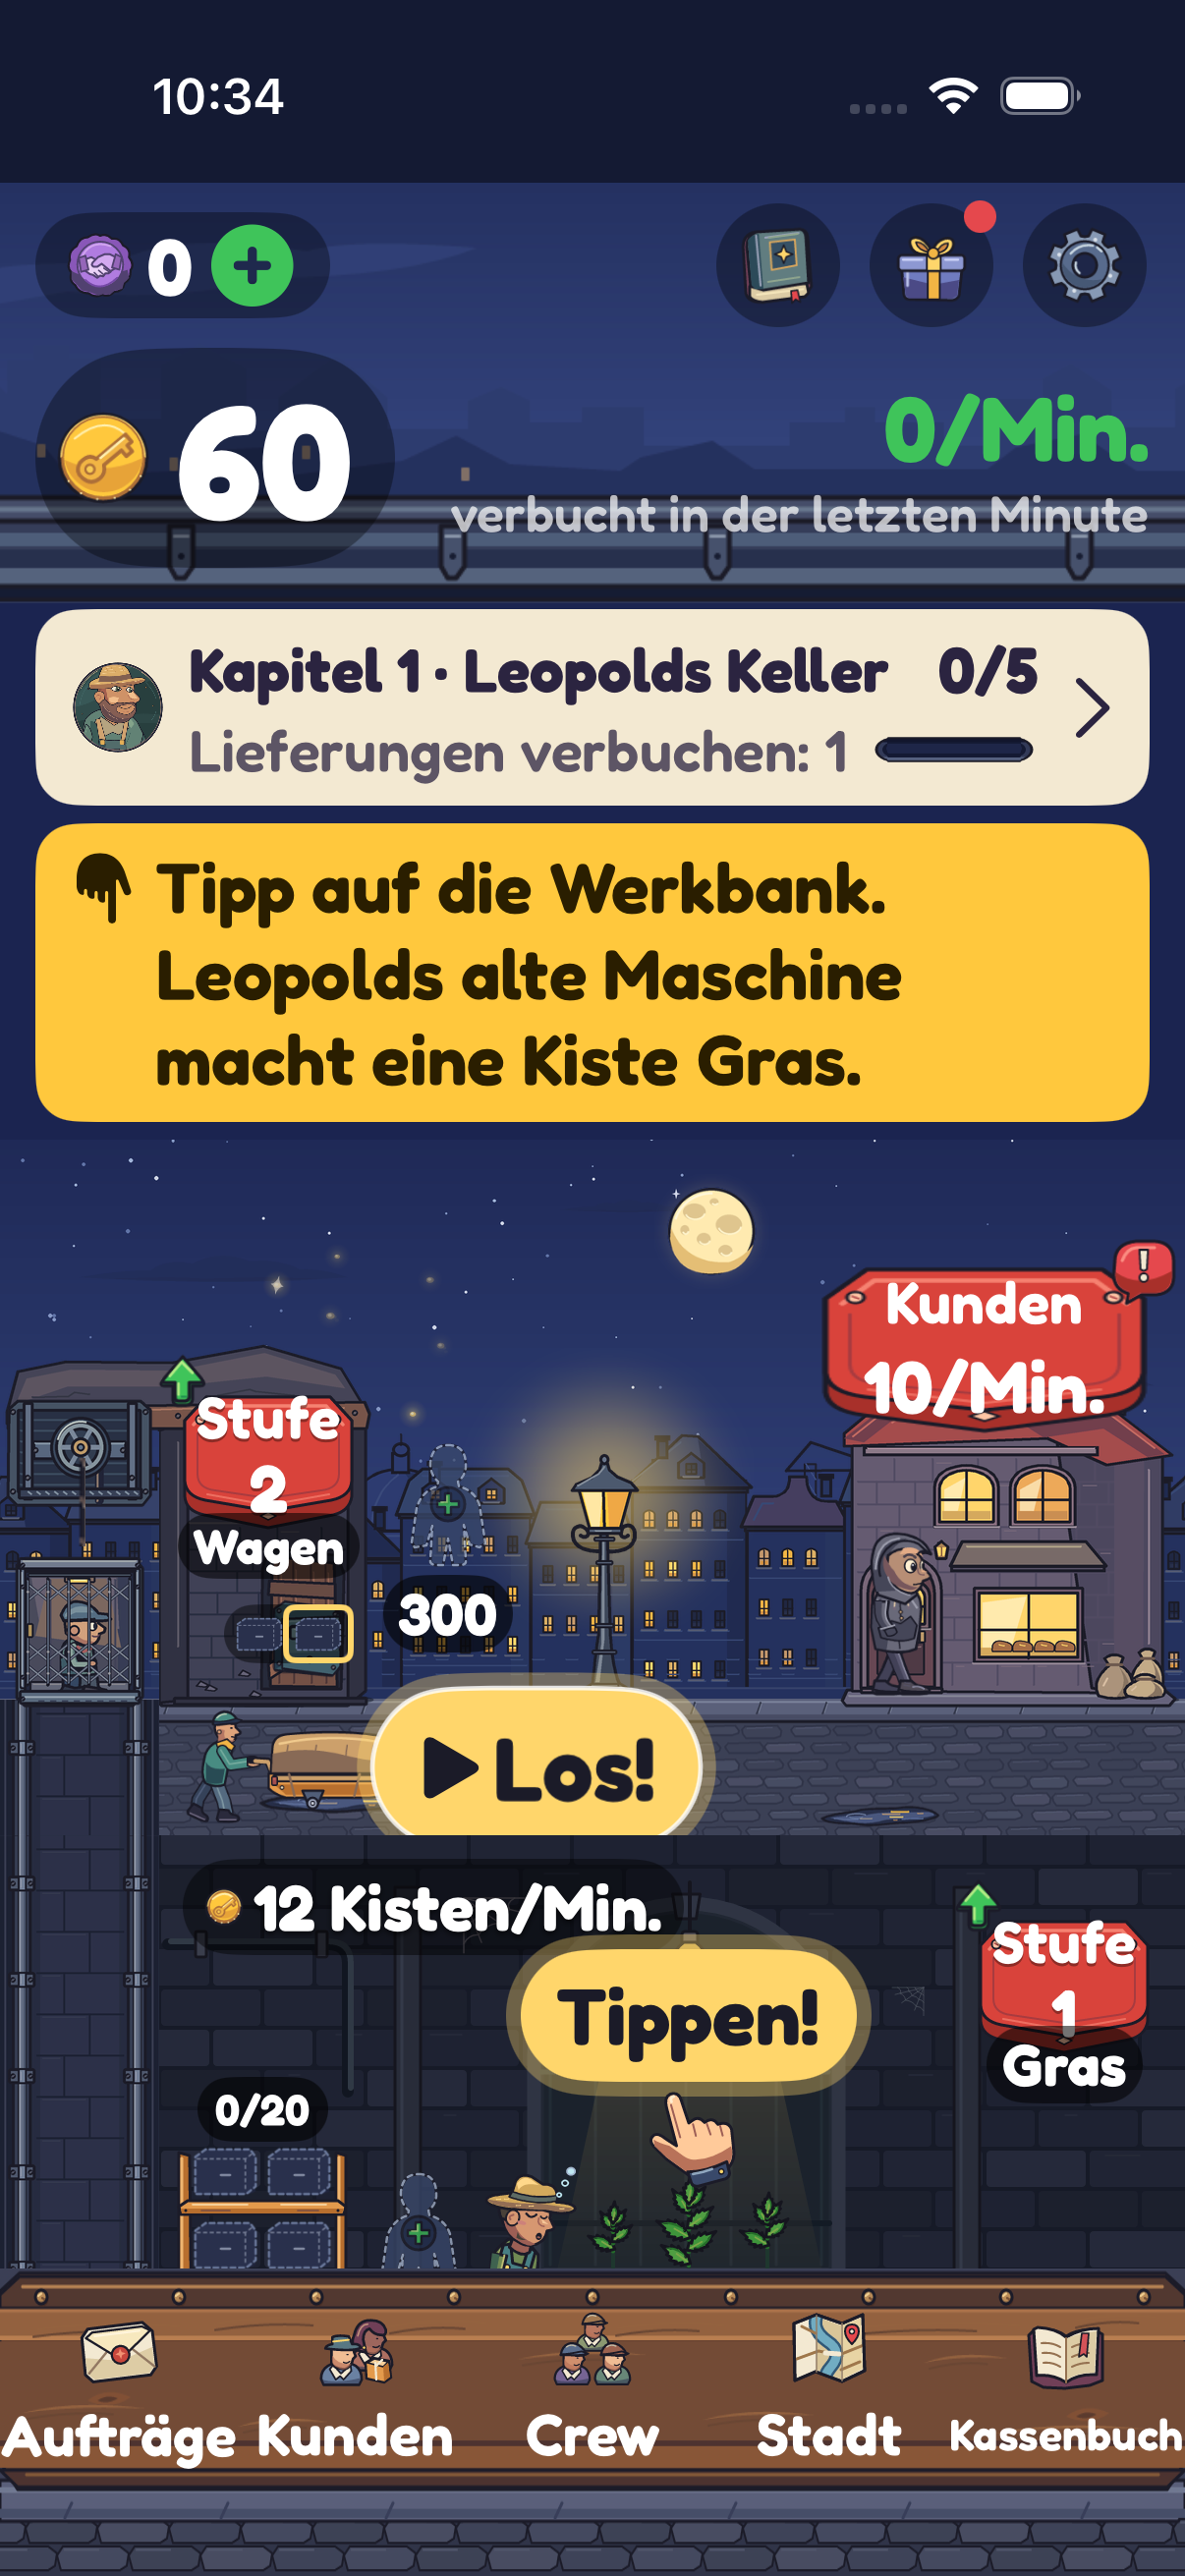 10:34
0
60
0/Min.
verbucht in der letzten Minute
Kapitel 1 · Leopolds Keller 0/5
Lieferungen verbuchen: 1
Tipp auf die Werkbank.
Leopolds alte Maschine
macht eine Kiste Gras.
Kunden
10/Min.
Stufe
2
Wagen
300
Los!
12 Kisten/Min.
Tippen!
Stufe
1
Gras
0/20
Aufträge Kunden Crew Stadt Kassenbuch